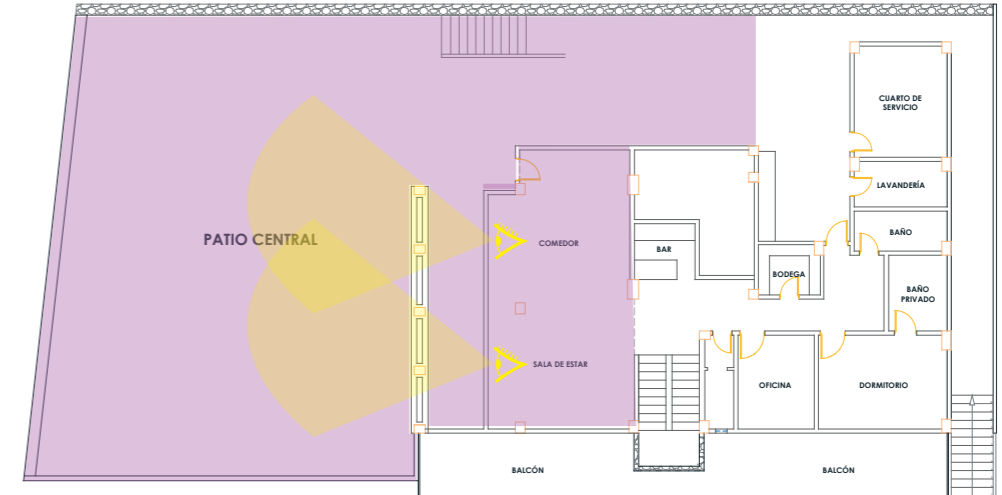 CUARTO DE
SERVICIO
LAVANDERÍA
BAÑO
PATIO CENTRAL
COMEDOR
BAR
BODEGA
BAÑO
PRIVADO
SALA DE ESTAR
OFICINA
DORMITORIO
BALCÓN
BALCÓN